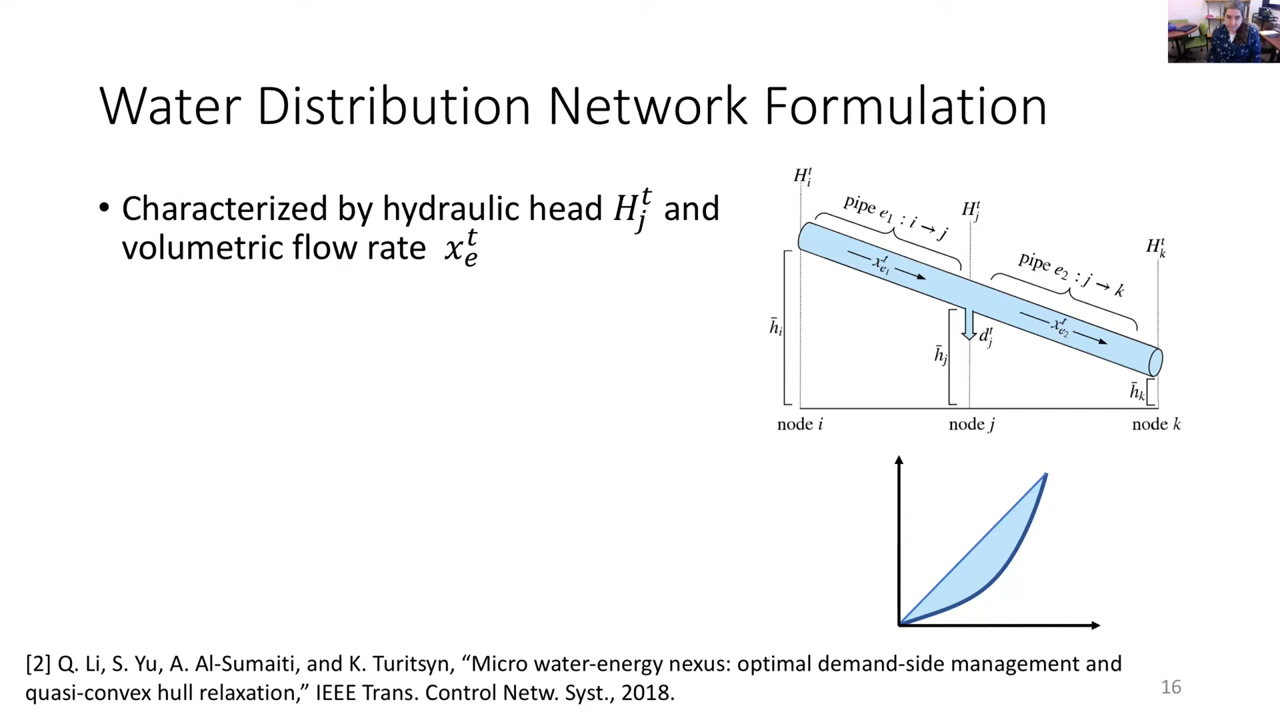 Water Distribution Network Formulation
• Characterized by hydraulic head H_j^t and
volumetric flow rate x_e^t
H_i^t
pipe e_1 : i → j
H_j^t
pipe e_2 : j → k
H_k^t
x_{e_1}^t
x_{e_2}^t
h̄_i
h̄_j
d_j^t
h̄_k
node i
node j
node k
[2] Q. Li, S. Yu, A. Al-Sumaiti, and K. Turitsyn, “Micro water-energy nexus: optimal demand-side management and
quasi-convex hull relaxation,” IEEE Trans. Control Netw. Syst., 2018.
16